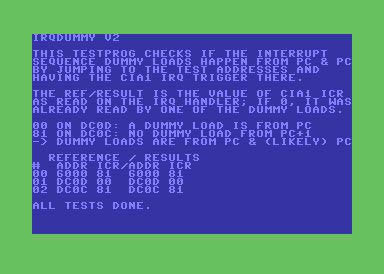 IRQDUMMY V2
THIS TESTPROG CHECKS IF THE INTERRUPT
SEQUENCE DUMMY LOADS HAPPEN FROM PC & PC
BY JUMPING TO THE TEST ADDRESSES AND
HAVING THE CIA1 IRQ TRIGGER THERE.
THE REF/RESULT IS THE VALUE OF CIA1 ICR
AS READ ON THE IRQ HANDLER; IF 0, IT WAS
ALREADY READ BY ONE OF THE DUMMY LOADS.
00 ON DC0D: A DUMMY LOAD IS FROM PC
81 ON DC0C: NO DUMMY LOAD FROM PC+1
-> DUMMY LOADS ARE FROM PC & (LIKELY) PC
REFERENCE / RESULTS
# ADDR ICR/ADDR ICR
00 6000 81 6000 81
01 DC0D 00 DC0D 00
02 DC0C 81 DC0C 81
ALL TESTS DONE.